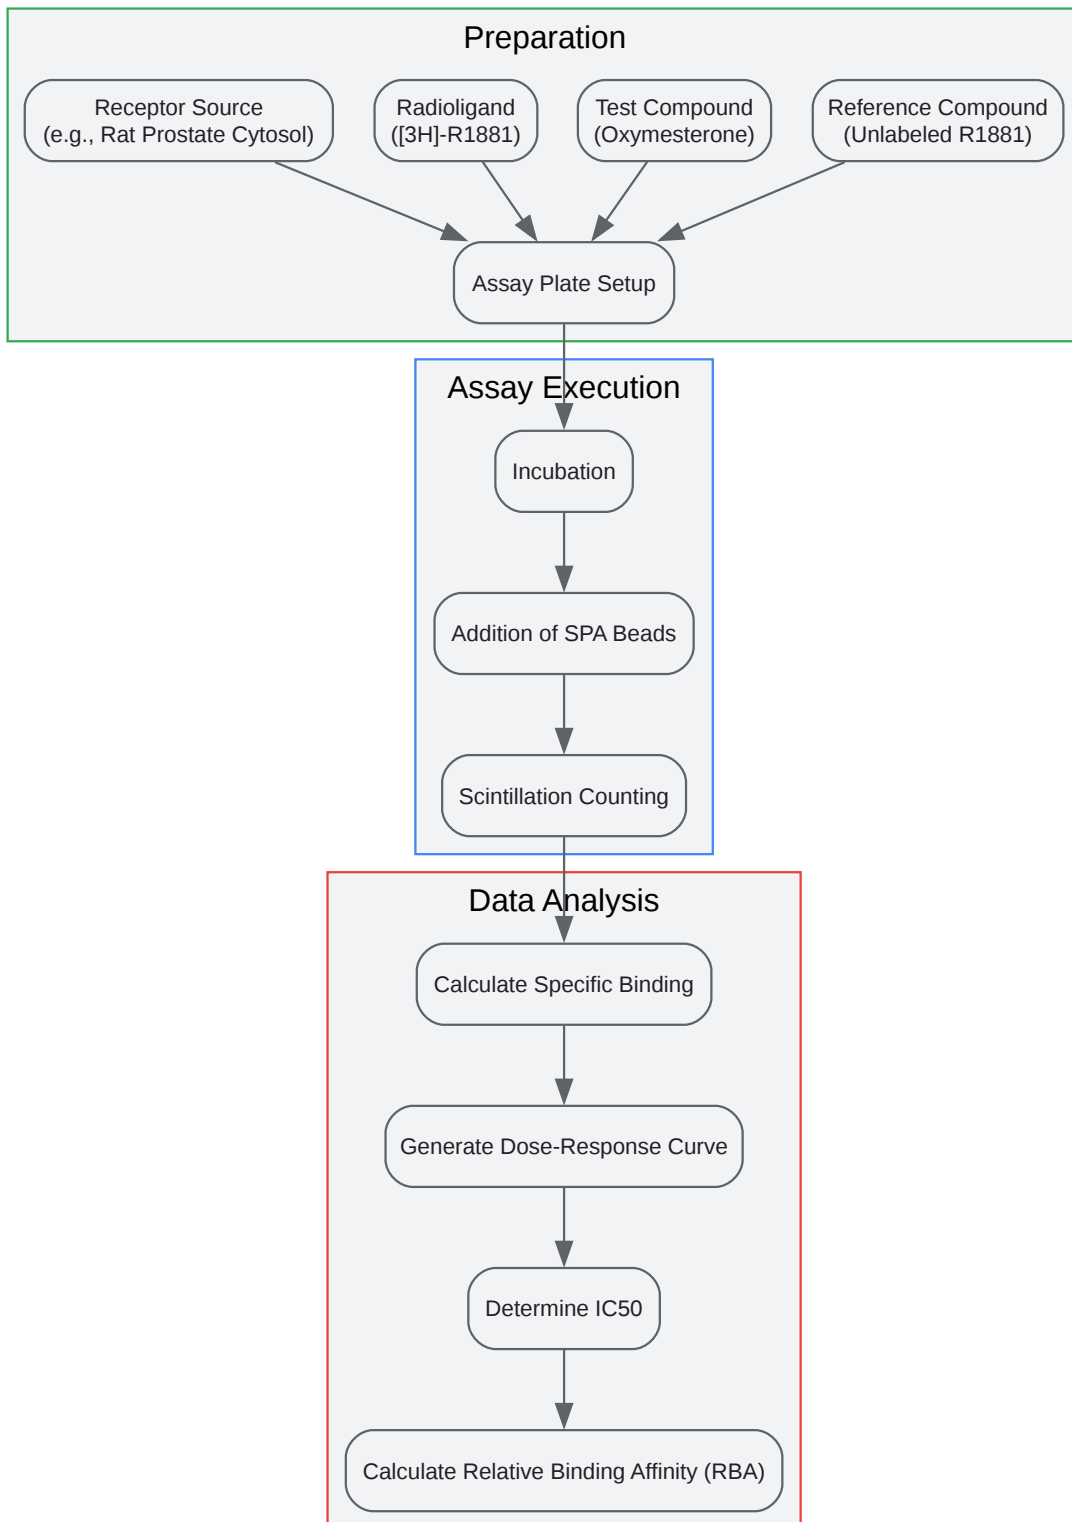 Preparation
Receptor Source
(e.g., Rat Prostate Cytosol)
Radioligand
([3H]-R1881)
Test Compound
(Oxymesterone)
Reference Compound
(Unlabeled R1881)
Assay Plate Setup
Assay Execution
Incubation
Addition of SPA Beads
Scintillation Counting
Data Analysis
Calculate Specific Binding
Generate Dose-Response Curve
Determine IC50
Calculate Relative Binding Affinity (RBA)